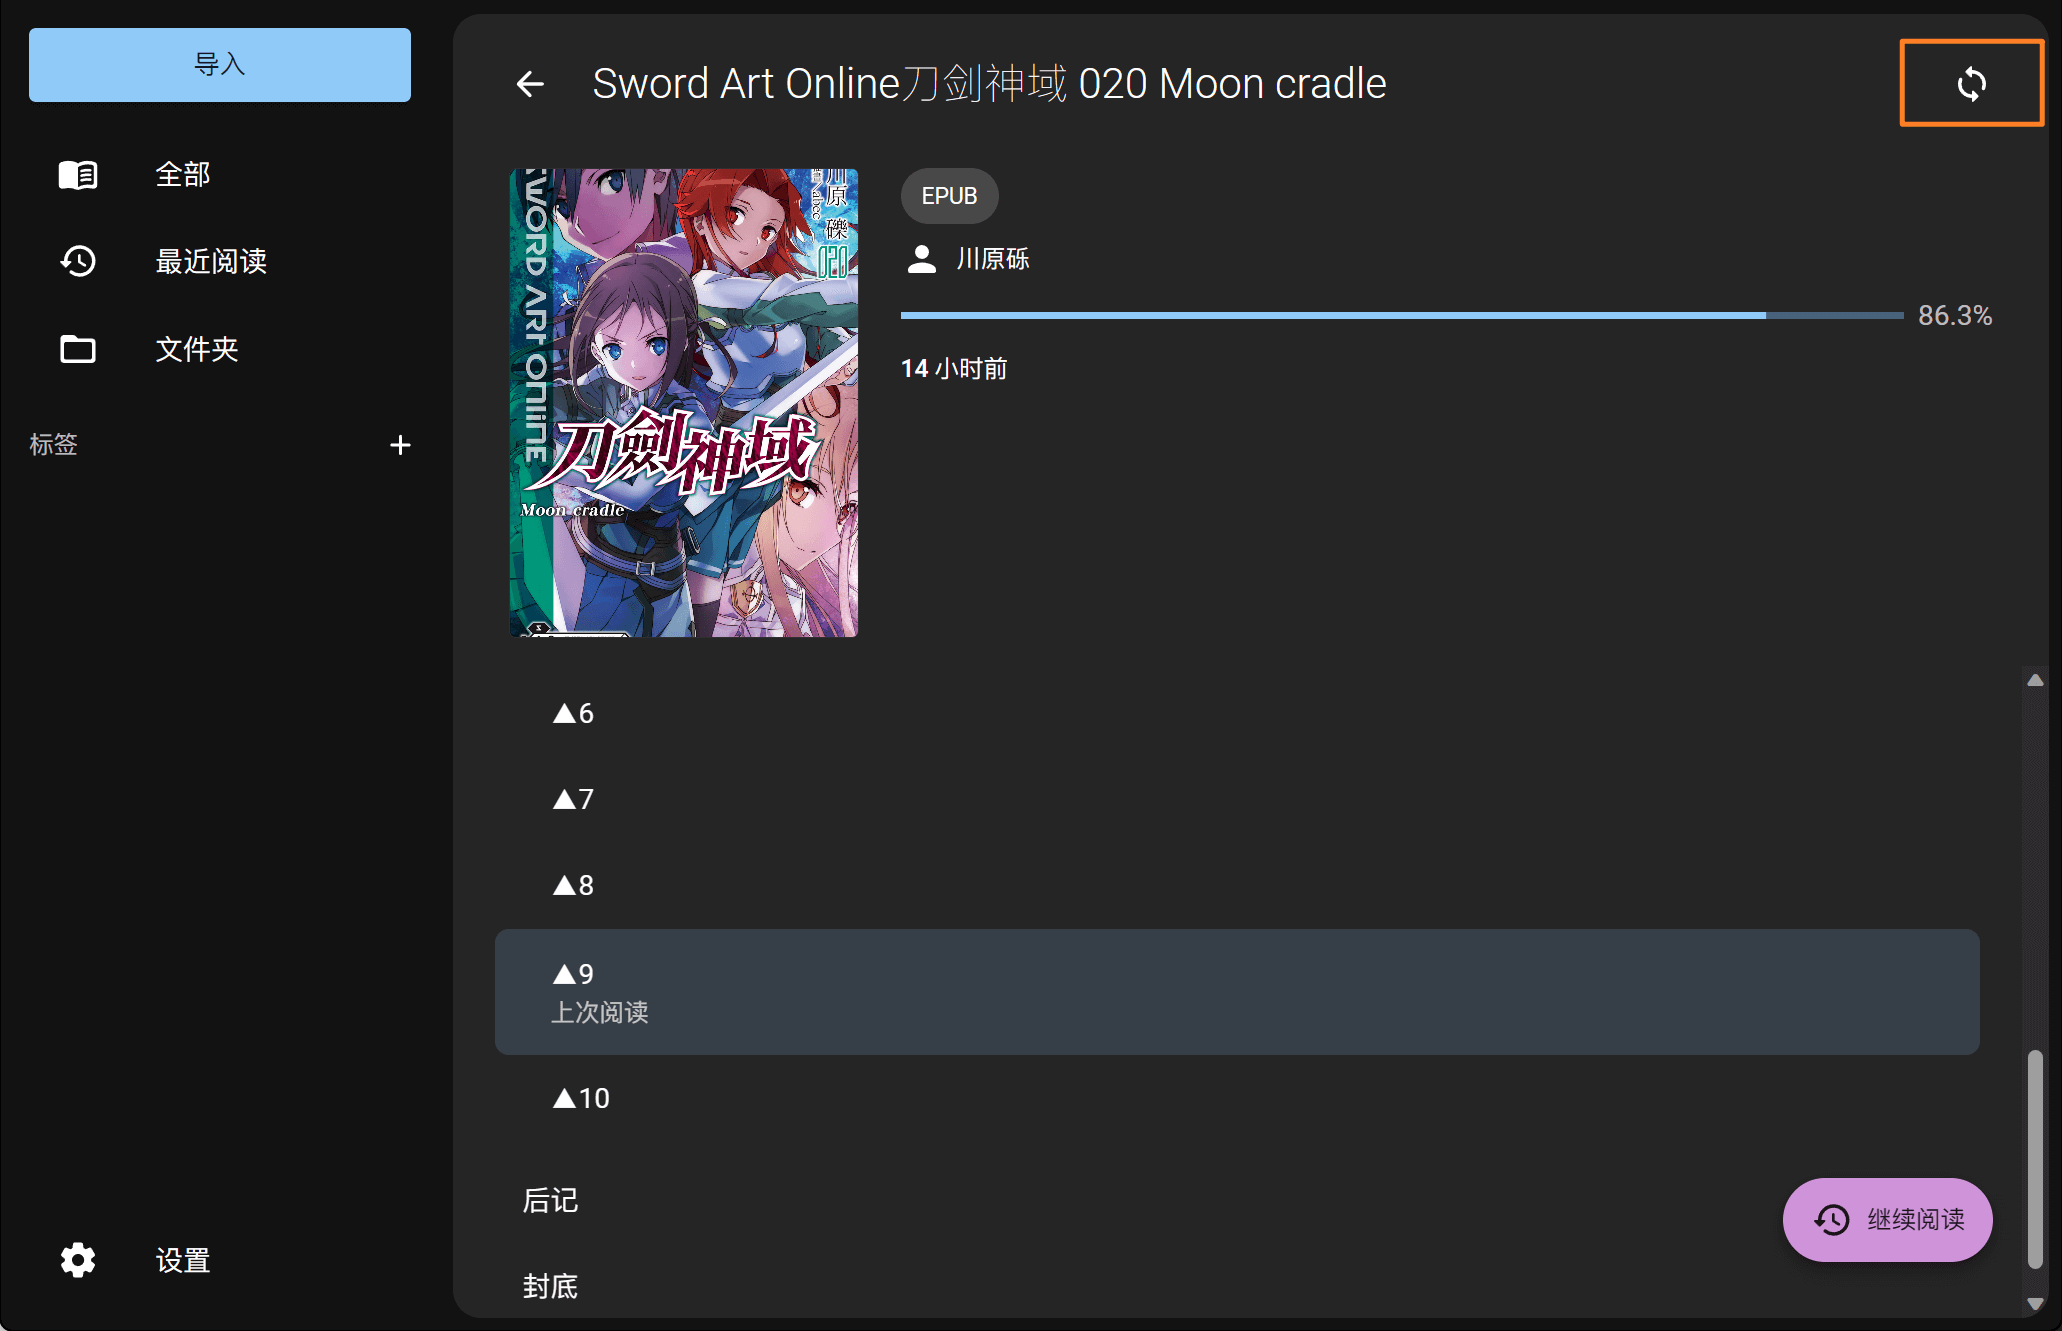 导入
全部
最近阅读
文件夹
标签
设置
Sword Art Online刀剑神域 020 Moon cradle
SWORD ART ONLINE
川原 礫
abec
020
刀劍神域
Moon cradle
EPUB
川原砾
86.3%
14 小时前
▲6
▲7
▲8
▲9
上次阅读
▲10
后记
封底
继续阅读